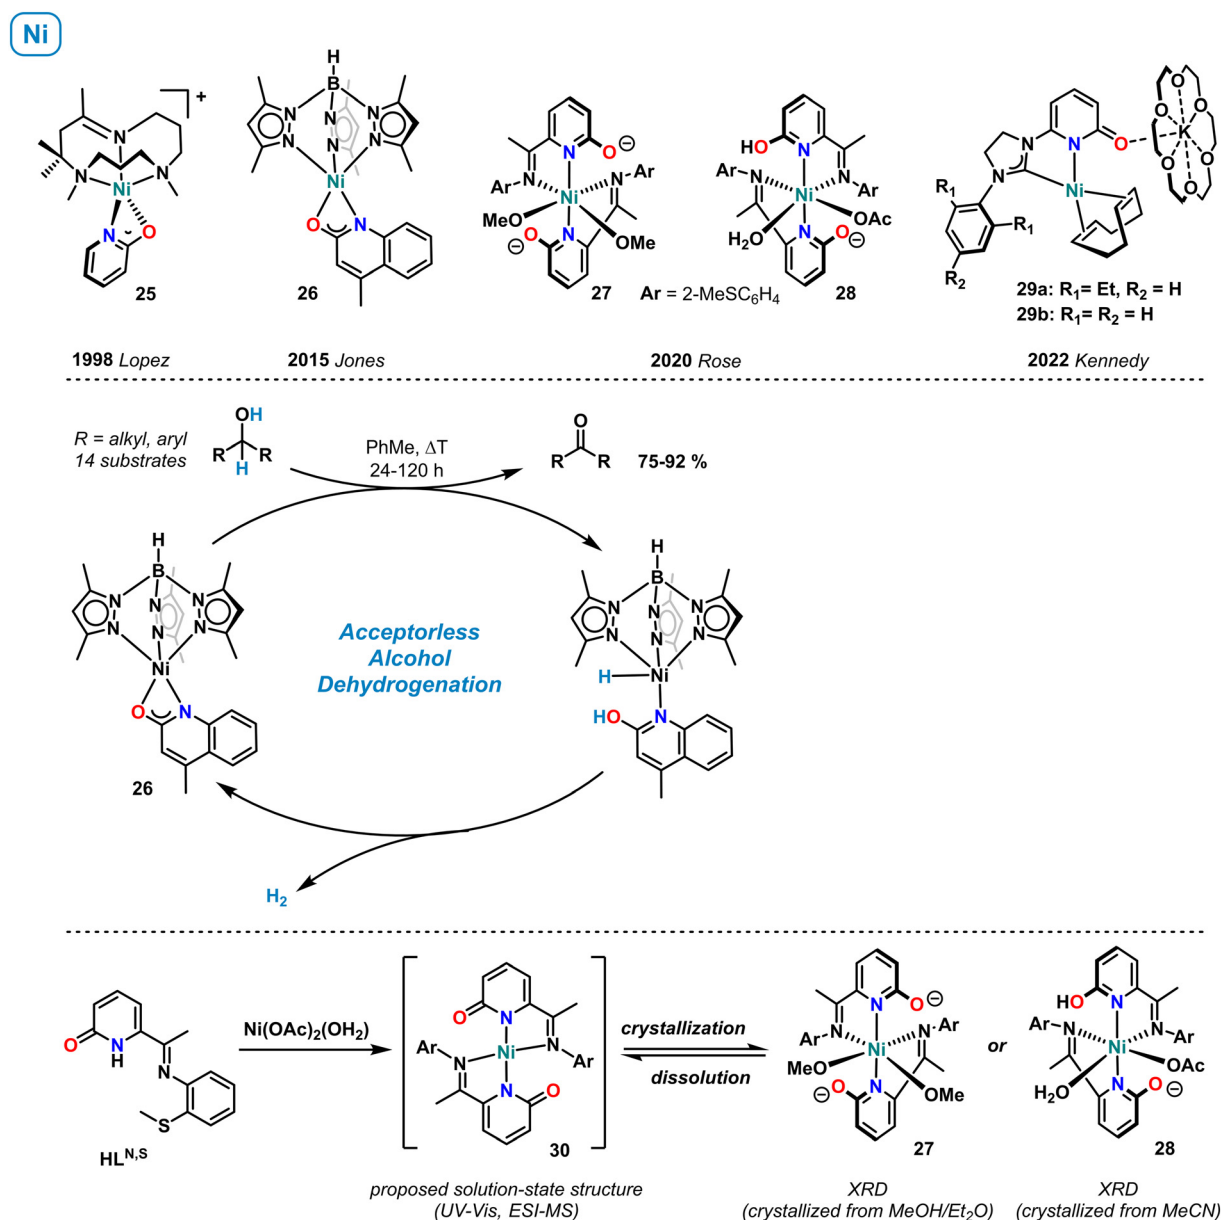 Ni
H
B
N N N
N N N
Ni
O N
26
2015 Jones
+
N
N N
Ni
N O
25
1998 Lopez
O⊖
N
Ar-N N-Ar
Ni
MeO OMe
O N
⊖
27
HO
N
Ar-N N
Ar
Ni
OAc
H2O
N O⊖
28
Ar = 2-MeSC6H4
2020 Rose
N N O K
N Ni
O O O O O O
R1
R1
R2
29a: R1= Et, R2 = H
29b: R1= R2 = H
2022 Kennedy
R = alkyl, aryl
14 substrates
OH
R R
H
PhMe, ΔT
24-120 h
O
R R
75-92 %
H
B
N N N
N N N
Ni
O N
26
Acceptorless
Alcohol
Dehydrogenation
H
B
N N N
N N N
H Ni
HO N
H2
O N
H
N
S
HLN,S
Ni(OAc)2(OH2)
O N
Ar N Ni N Ar
N O
30
proposed solution-state structure
(UV-Vis, ESI-MS)
crystallization
dissolution
N O⊖
Ar-N N-Ar
Ni
MeO OMe
O N
⊖
27
XRD
(crystallized from MeOH/Et2O)
or
HO
N
Ar-N N
Ar
Ni
OAc
H2O
N O⊖
28
XRD
(crystallized from MeCN)